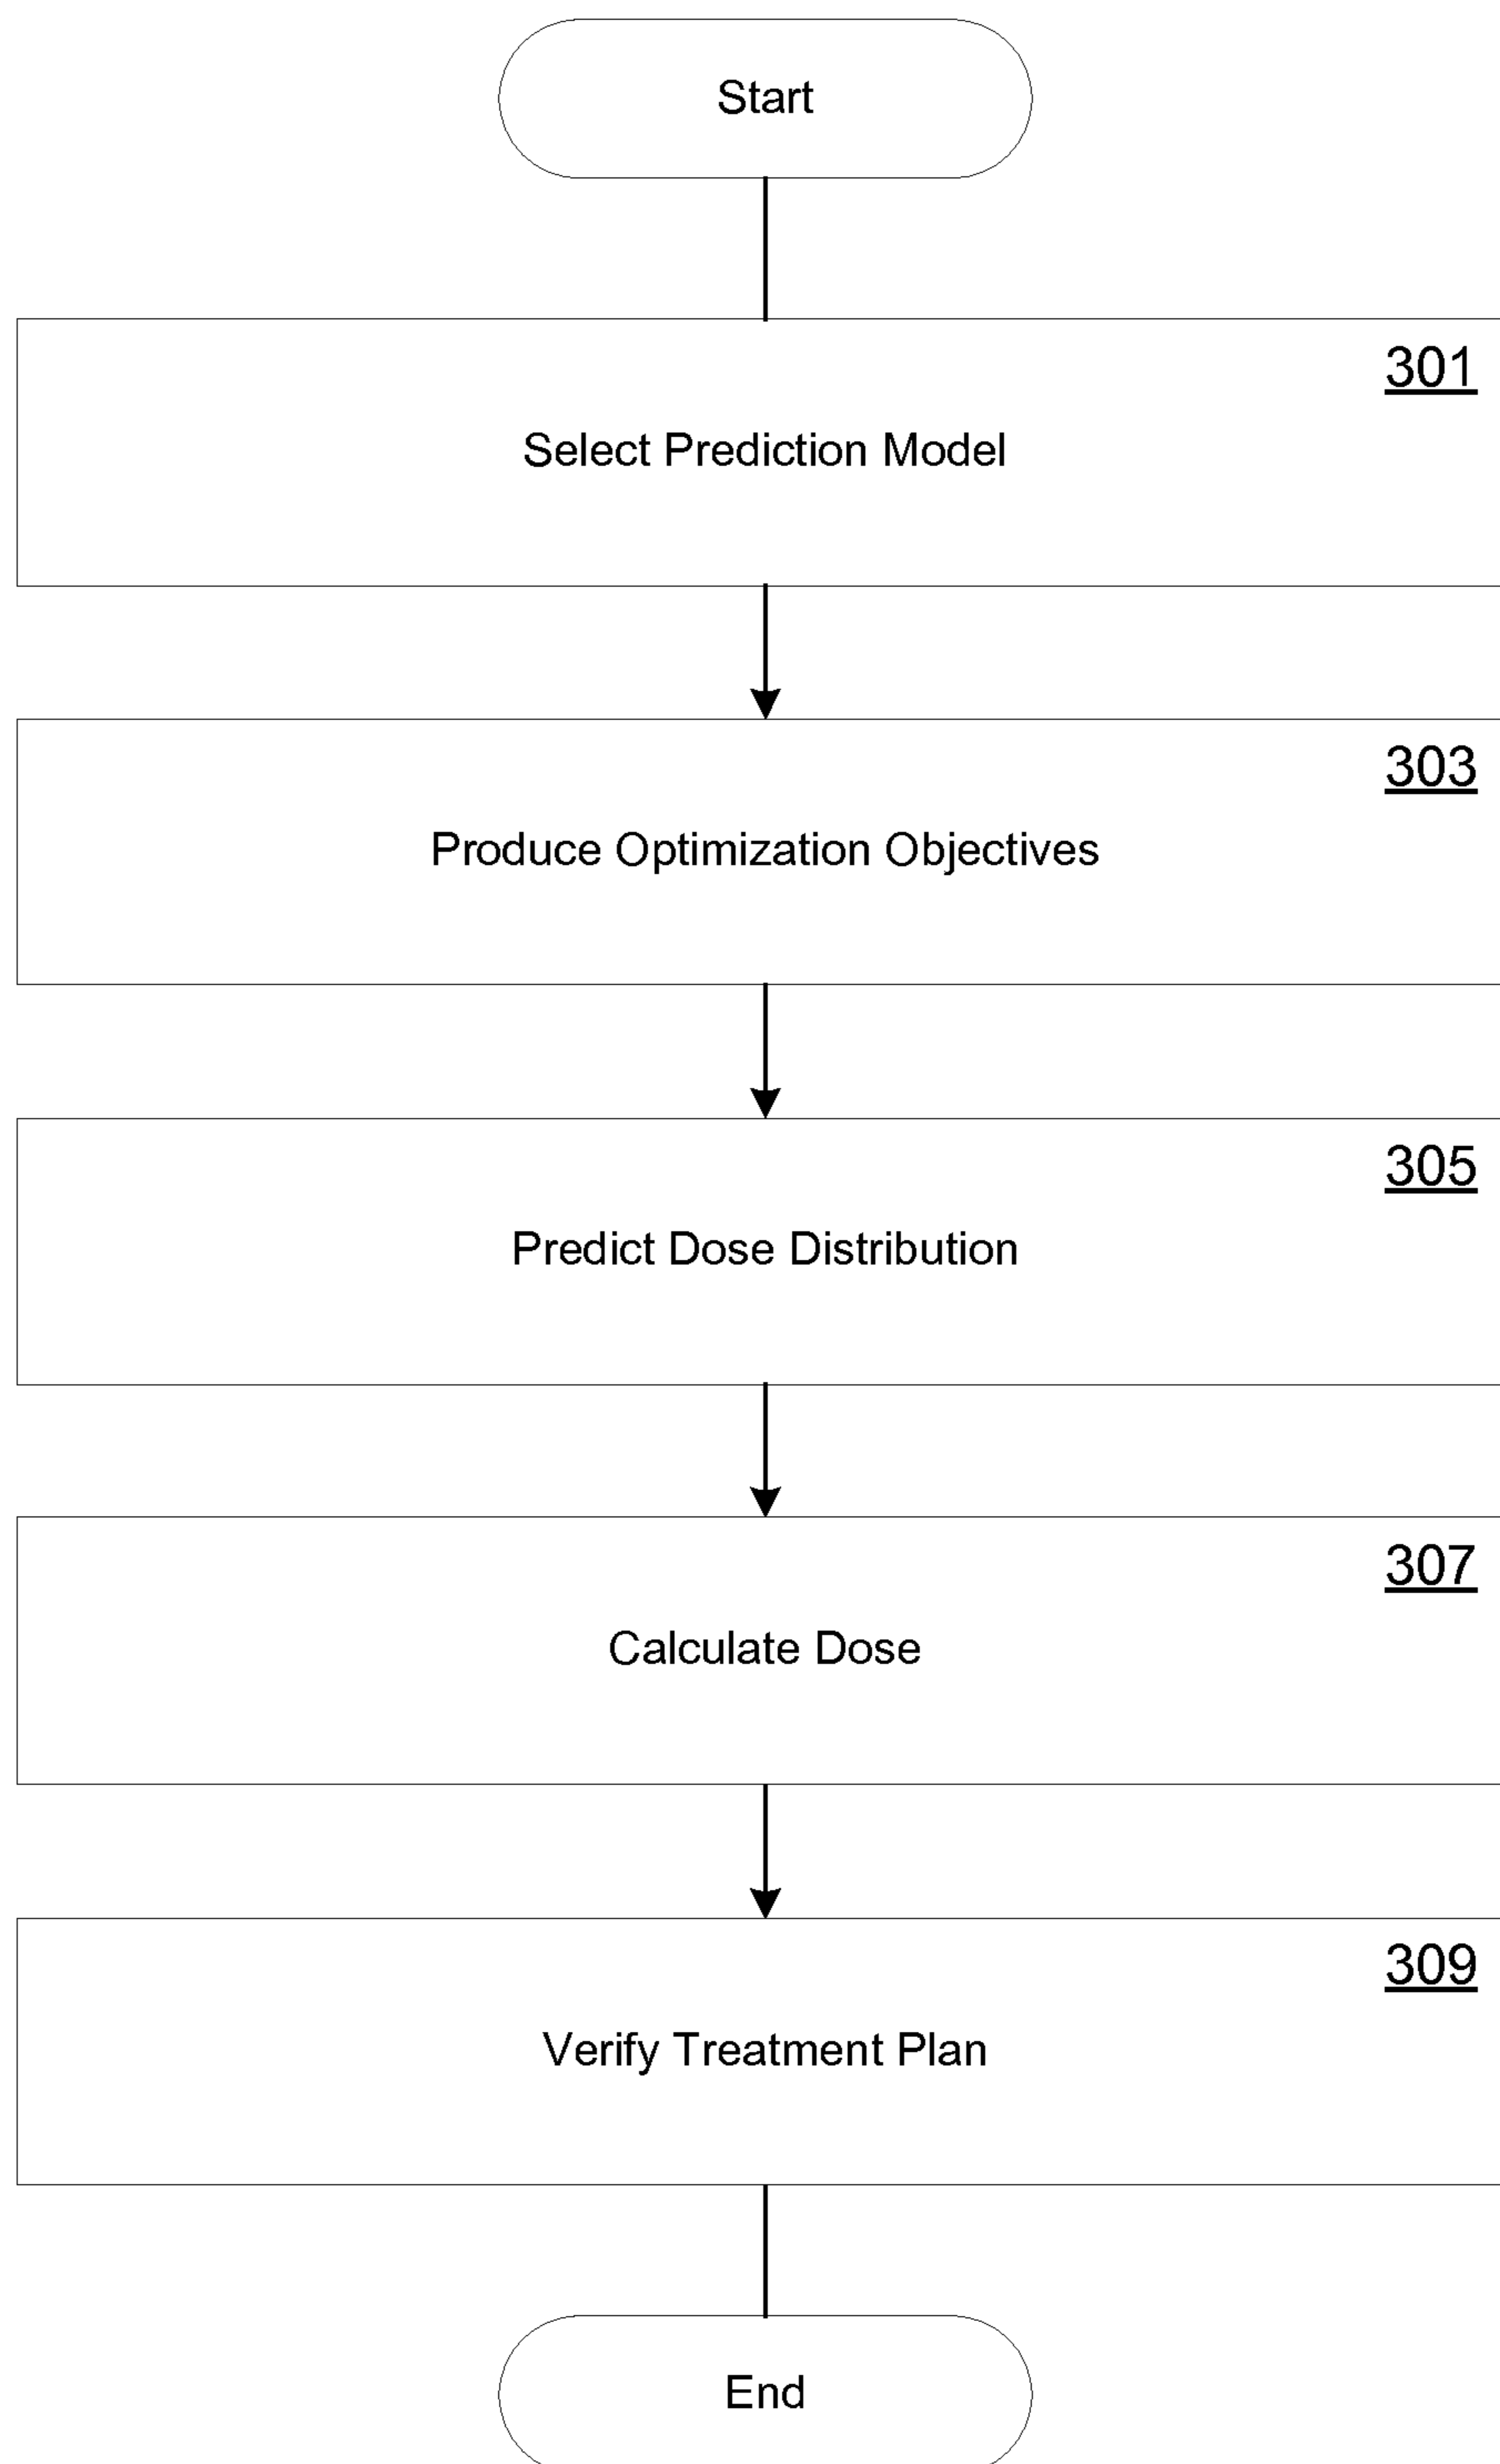 Start
301
Select Prediction Model
303
Produce Optimization Objectives
305
Predict Dose Distribution
307
Calculate Dose
309
Verify Treatment Plan
End